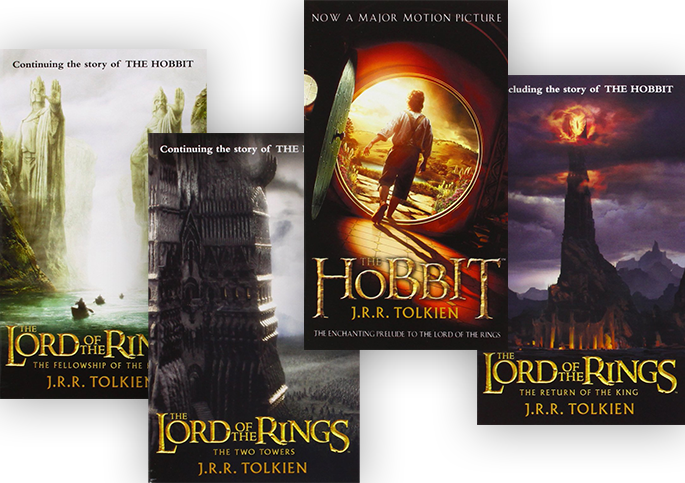 Continuing the story of THE HOBBIT
THE
LORD OF
THE RIN
THE FELLOWSHIP OF THE
J.R.R. TOLKIEN
Continuing the story of THE
THE
LORD OF
THE RINGS
THE TWO TOWERS
J.R.R. TOLKIEN
NOW A MAJOR MOTION PICTURE
THE
HOBBIT
J.R.R. TOLKIEN
THE ENCHANTING PRELUDE TO THE LORD OF THE RINGS
cluding the story of THE HOBBIT
THE
LORD OF
THE RINGS
THE RETURN OF THE KING
J.R.R. TOLKIEN